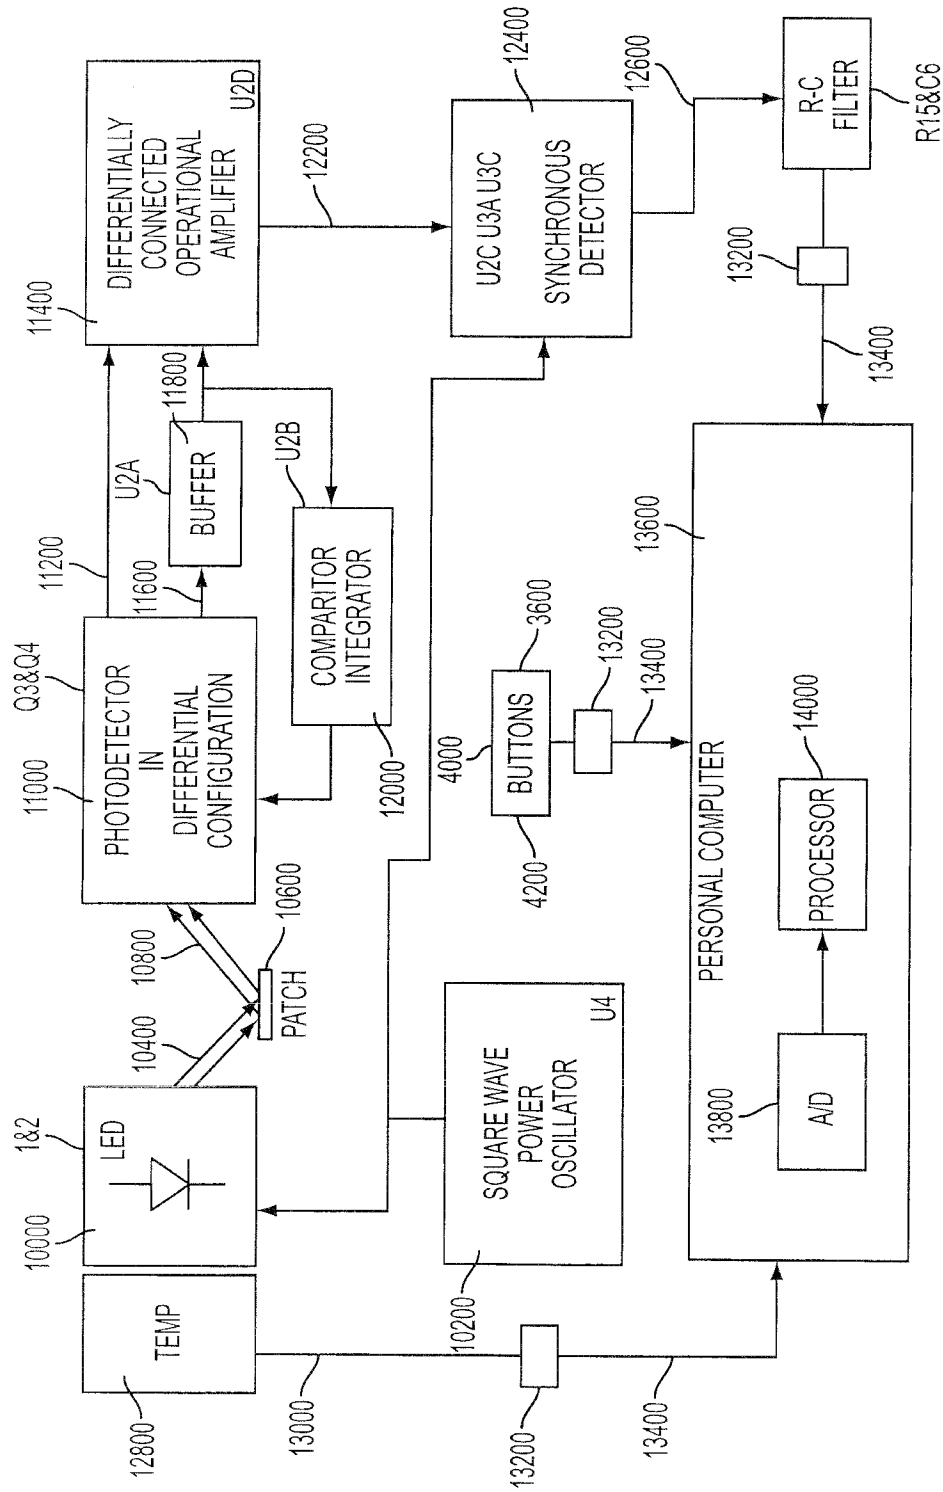 12800
TEMP
13000
13200
13400
10000
1&2
LED
10400
10800
10600
PATCH
10200
SQUARE WAVE
POWER
OSCILLATOR
U4
11000
Q3&Q4
PHOTODETECTOR
IN
DIFFERENTIAL
CONFIGURATION
11200
11600
U2A
11800
BUFFER
U2B
COMPARITOR
INTEGRATOR
12000
11400
DIFFERENTIALLY
CONNECTED
OPERATIONAL
AMPLIFIER
U2D
12200
12400
U2C U3A U3C
SYNCHRONOUS
DETECTOR
12600
R-C
FILTER
R15&C6
13200
13400
4200
4000
3600
BUTTONS
13200
13400
13600
PERSONAL COMPUTER
13800
A/D
14000
PROCESSOR